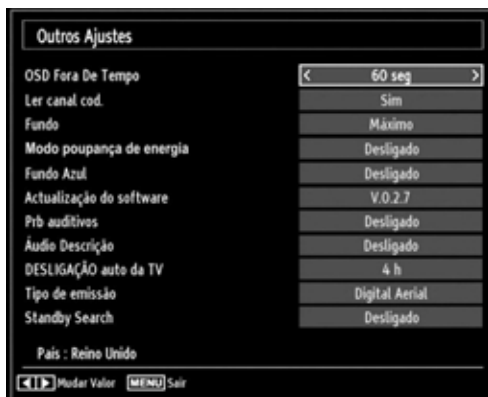 Outros Ajustes
OSD Fora De Tempo < 60 seg >
Ler canal cod. Sim
Fundo Máximo
Modo poupança de energia Desligado
Fundo Azul Desligado
Actualização do software V.0.2.7
Prb auditivos Desligado
Áudio Descrição Desligado
DESLIGAÇÃO auto da TV 4 h
Tipo de emissão Digital Aerial
Standby Search Desligado
País : Reino Unido
Mudar Valor MENU Sair